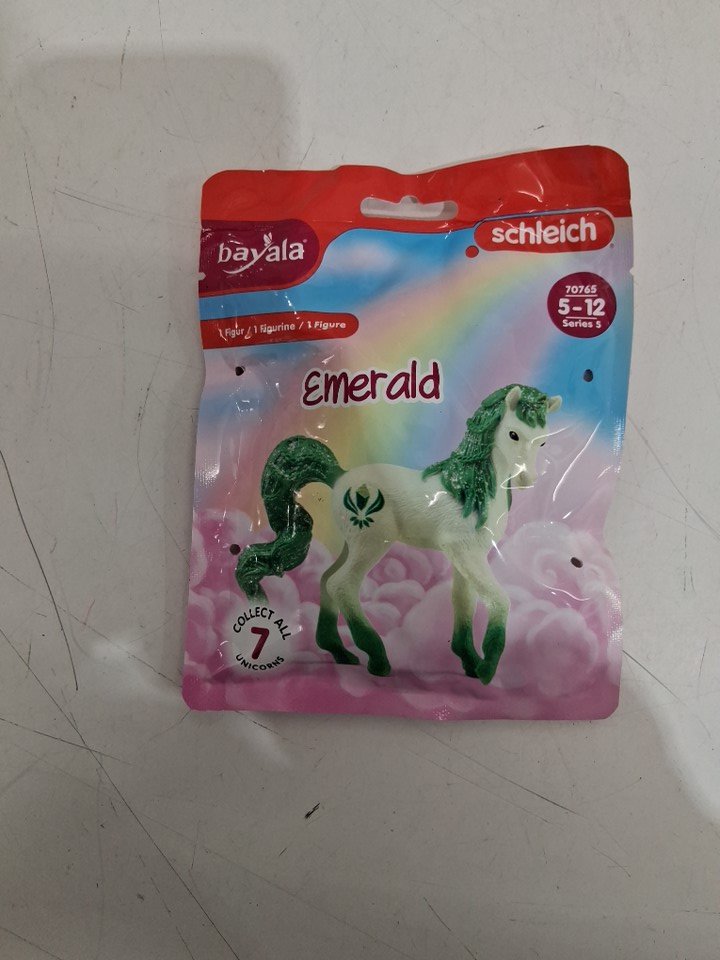 bayala
schleich
70765
5-12
Series 5
1 Figur / 1 Figurine / 1 Figure
Emerald
COLLECT ALL
7
UNICORNS